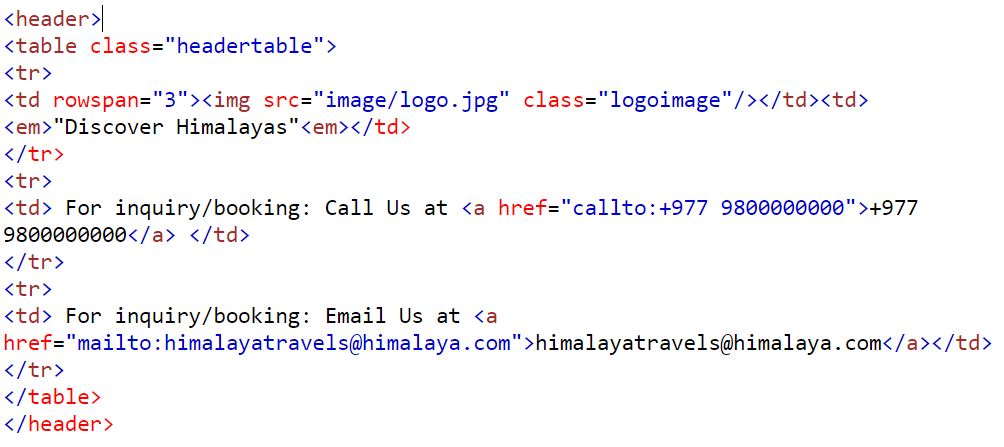 <header>
<table class="headertable">
<tr>
<td rowspan="3"><img src="image/logo.jpg" class="logoimage"/></td><td>
<em>"Discover Himalayas"<em></td>
</tr>
<tr>
<td> For inquiry/booking: Call Us at <a href="callto:+977 9800000000">+977
9800000000</a> </td>
</tr>
<tr>
<td> For inquiry/booking: Email Us at <a
href="mailto:himalayatravels@himalaya.com">himalayatravels@himalaya.com</a></td>
</tr>
</table>
</header>